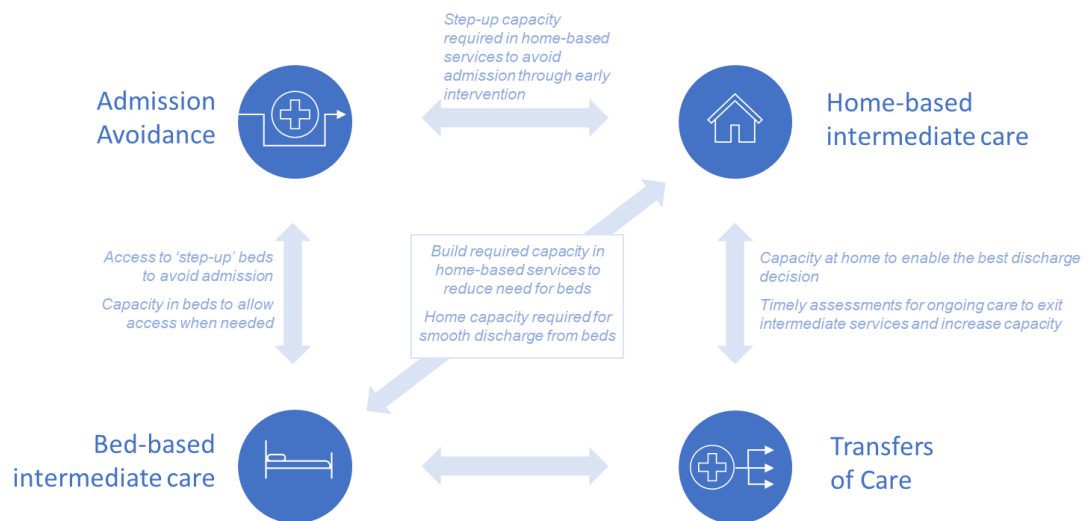 Step-up capacity
required in home-based
services to avoid
admission through early
intervention
Admission
Avoidance
Home-based
intermediate care
Access to ‘step-up’ beds
to avoid admission
Capacity in beds to allow
access when needed
Build required capacity in
home-based services to
reduce need for beds
Home capacity required for
smooth discharge from beds
Capacity at home to enable the best discharge
decision
Timely assessments for ongoing care to exit
intermediate services and increase capacity
Bed-based
intermediate care
Transfers
of Care